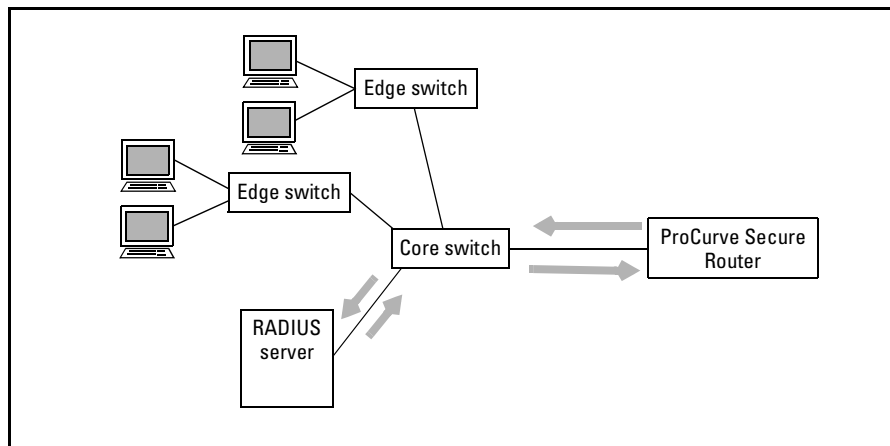 Edge switch
Edge switch
Core switch
ProCurve Secure
Router
RADIUS
server